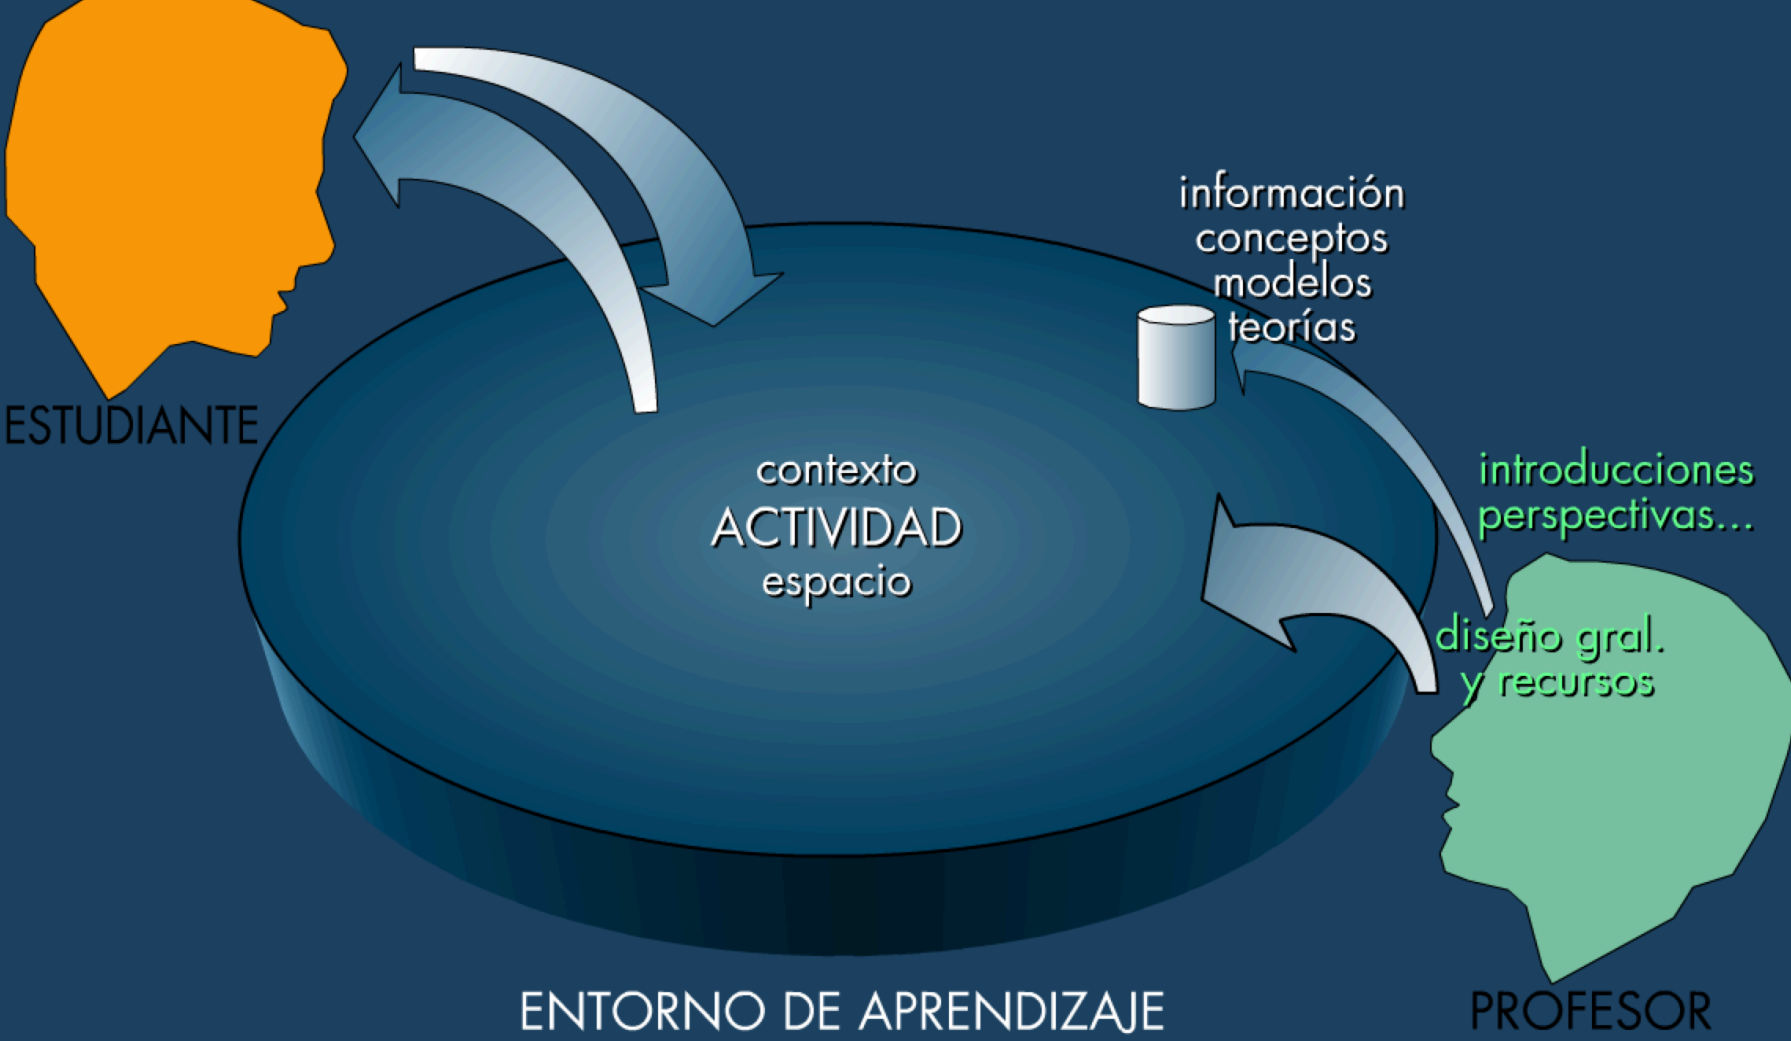 información
conceptos
modelos
teorías
ESTUDIANTE
contexto
ACTIVIDAD
espacio
introducciones
perspectivas...
diseño gral.
y recursos
ENTORNO DE APRENDIZAJE
PROFESOR